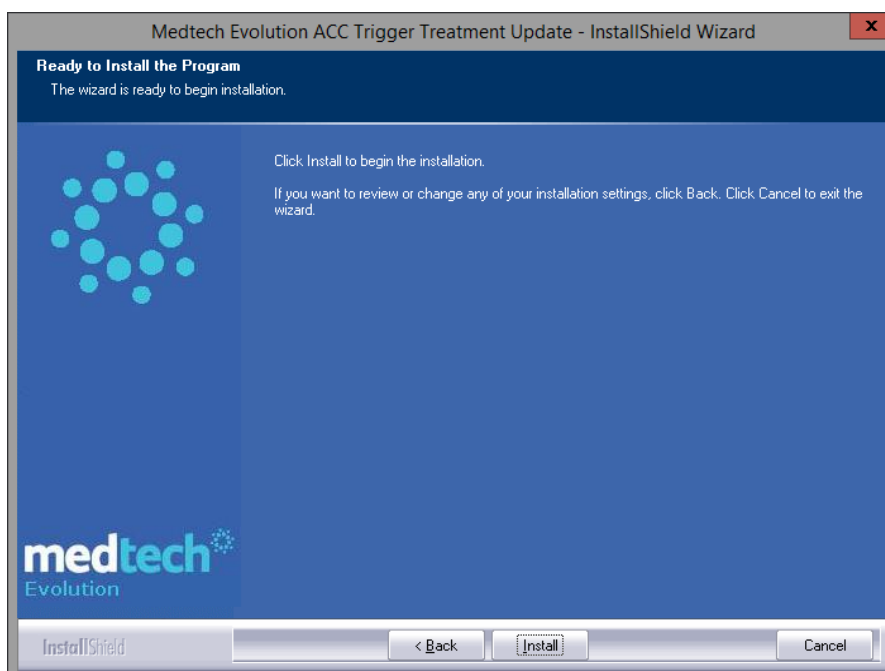 Medtech Evolution ACC Trigger Treatment Update - InstallShield Wizard
x
Ready to Install the Program
The wizard is ready to begin installation.
Click Install to begin the installation.
If you want to review or change any of your installation settings, click Back. Click Cancel to exit the
wizard.
medtech
Evolution
InstallShield
< Back
Install
Cancel